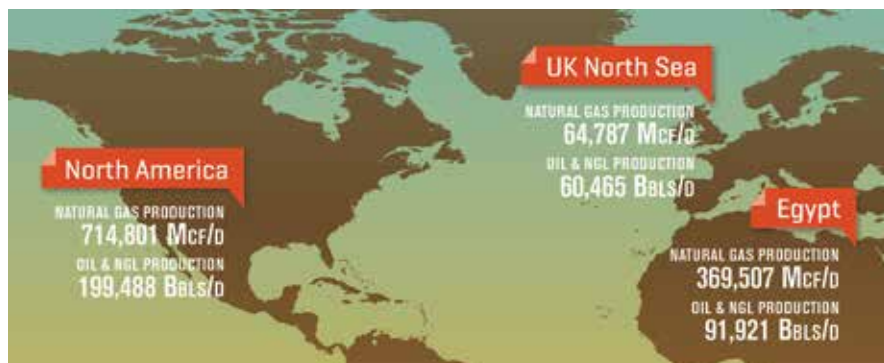 UK North Sea
NATURAL GAS PRODUCTION
64,787 MCF/D
OIL & NGL PRODUCTION
60,465 BBLS/D
North America
NATURAL GAS PRODUCTION
714,801 MCF/D
OIL & NGL PRODUCTION
199,488 BBLS/D
Egypt
NATURAL GAS PRODUCTION
369,507 MCF/D
OIL & NGL PRODUCTION
91,921 BBLS/D